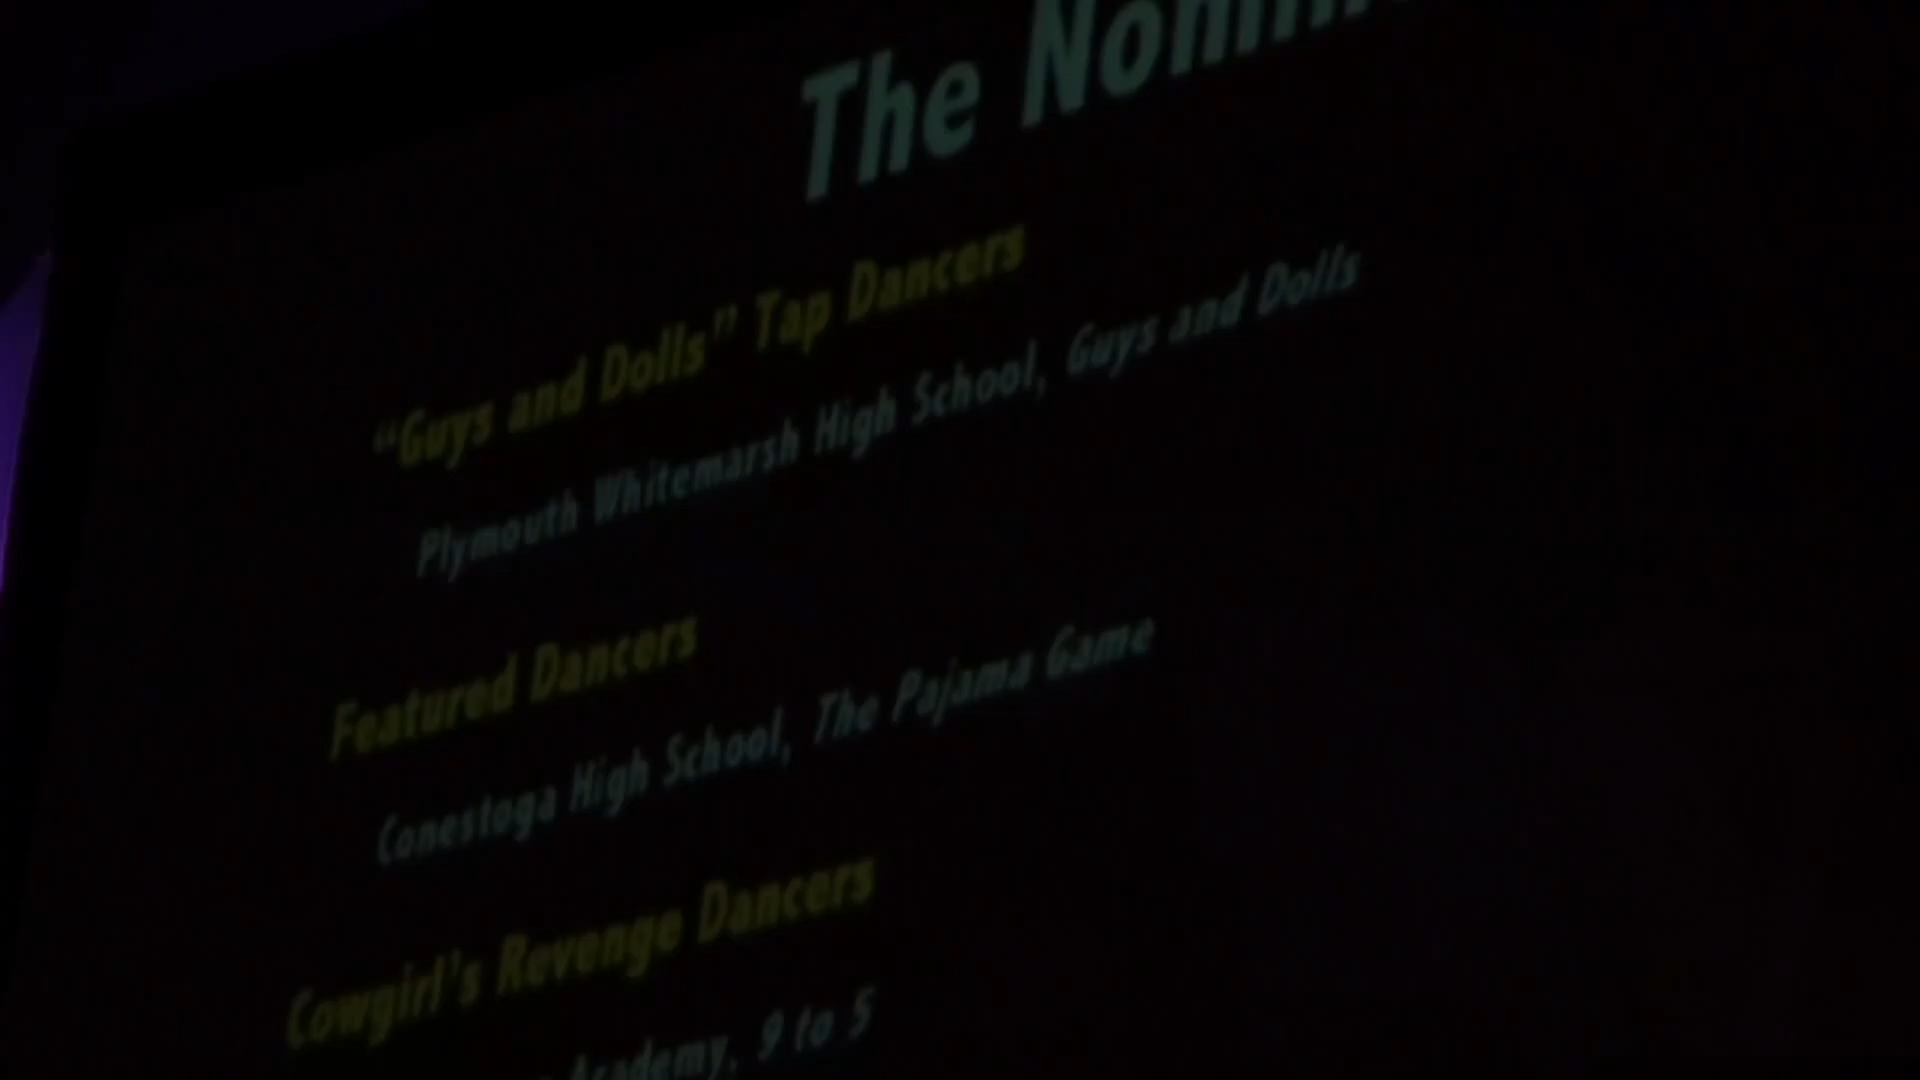 The
"Guys and Dolls" Tap Dancers
Plymouth Whitemarsh High School, Guys and Dolls
Featured Dancers
Conestoga High School, The Pajama Game
Cowgirl's Revenge Dancers
Academy, 9 to 5